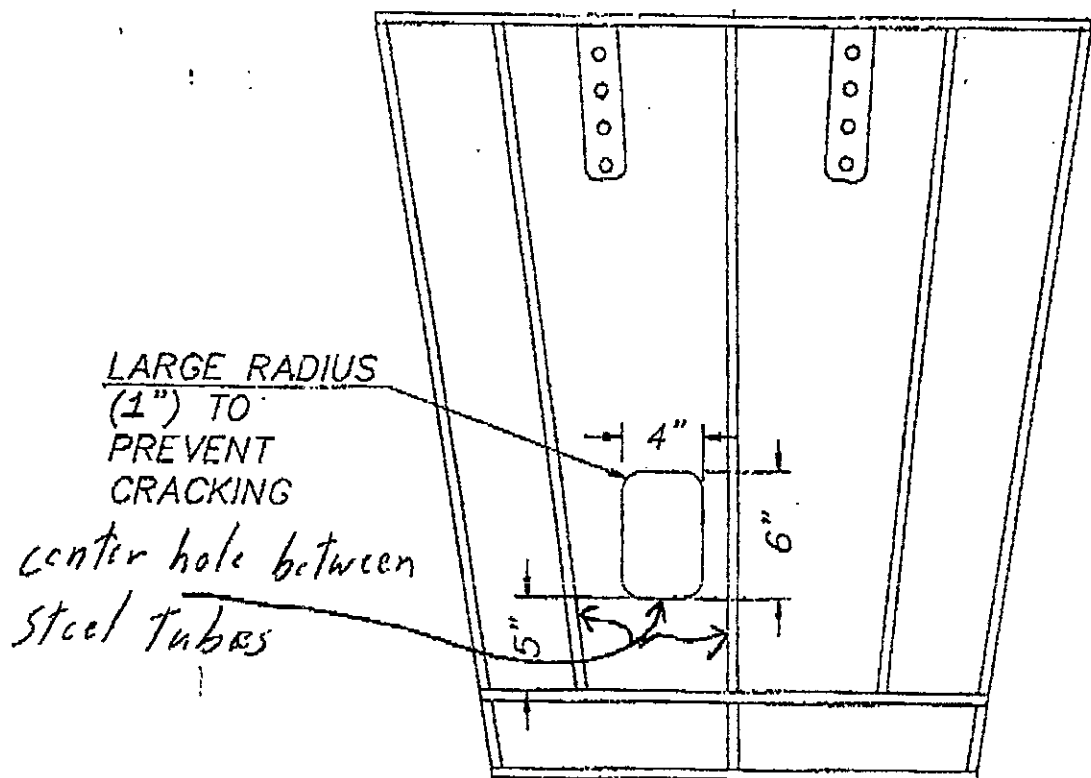 LARGE RADIUS
(1") TO
PREVENT
CRACKING
4"
6"
center hole between
steel tubes
5"